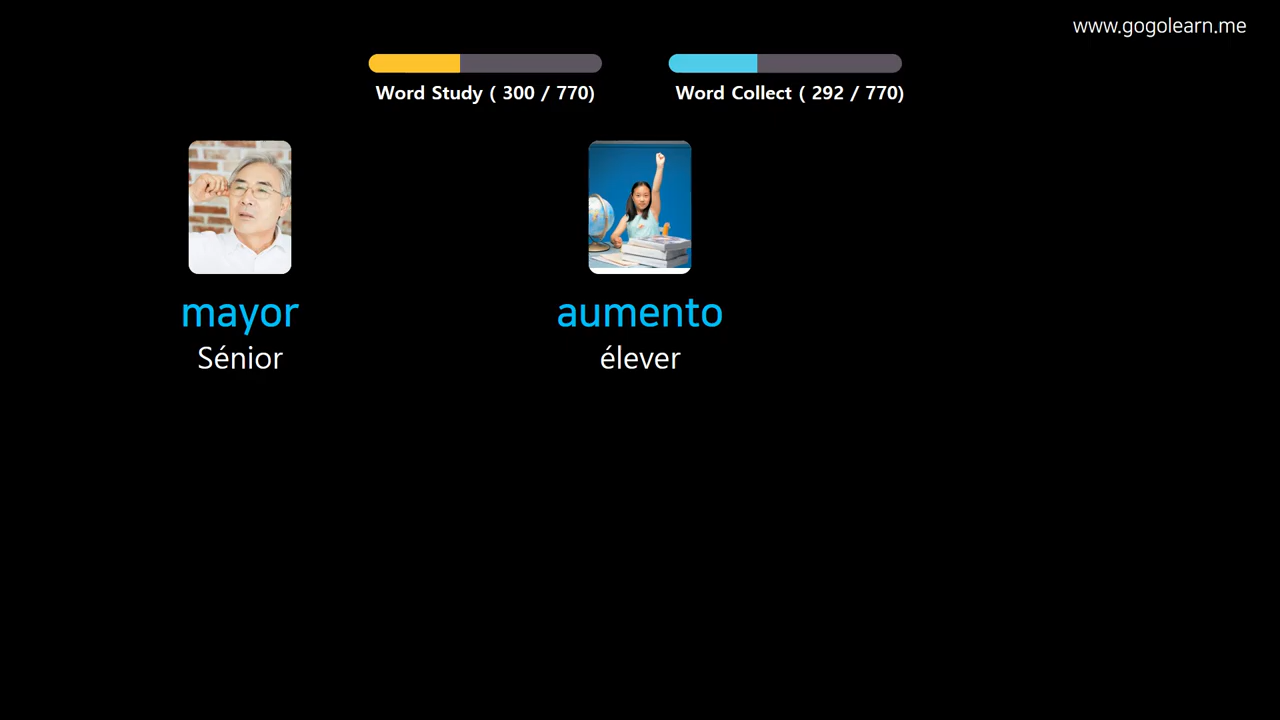 www.gogolearn.me
Word Study ( 300 / 770)
Word Collect ( 292 / 770)
mayor
Sénior
aumento
élever